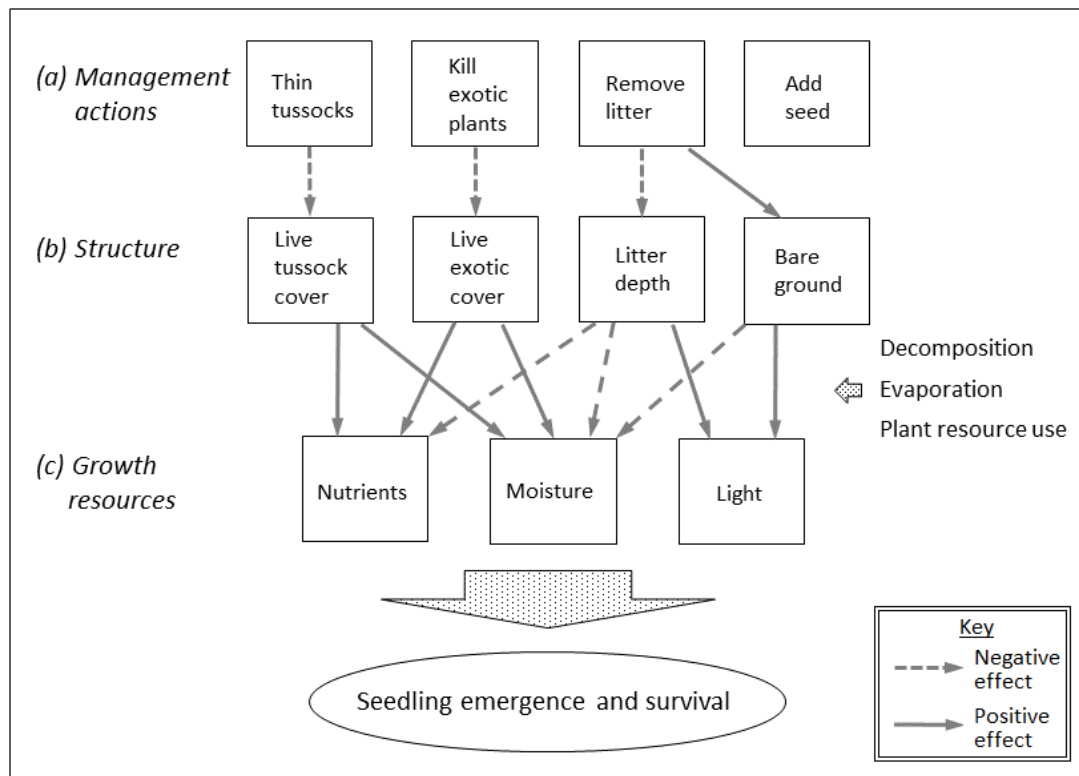 (a) Management
actions
Thin
tussocks
Kill
exotic
plants
Remove
litter
Add
seed
(b) Structure
Live
tussock
cover
Live
exotic
cover
Litter
depth
Bare
ground
Decomposition
Evaporation
Plant resource use
(c) Growth
resources
Nutrients
Moisture
Light
Seedling emergence and survival
Key
Negative
effect
Positive
effect